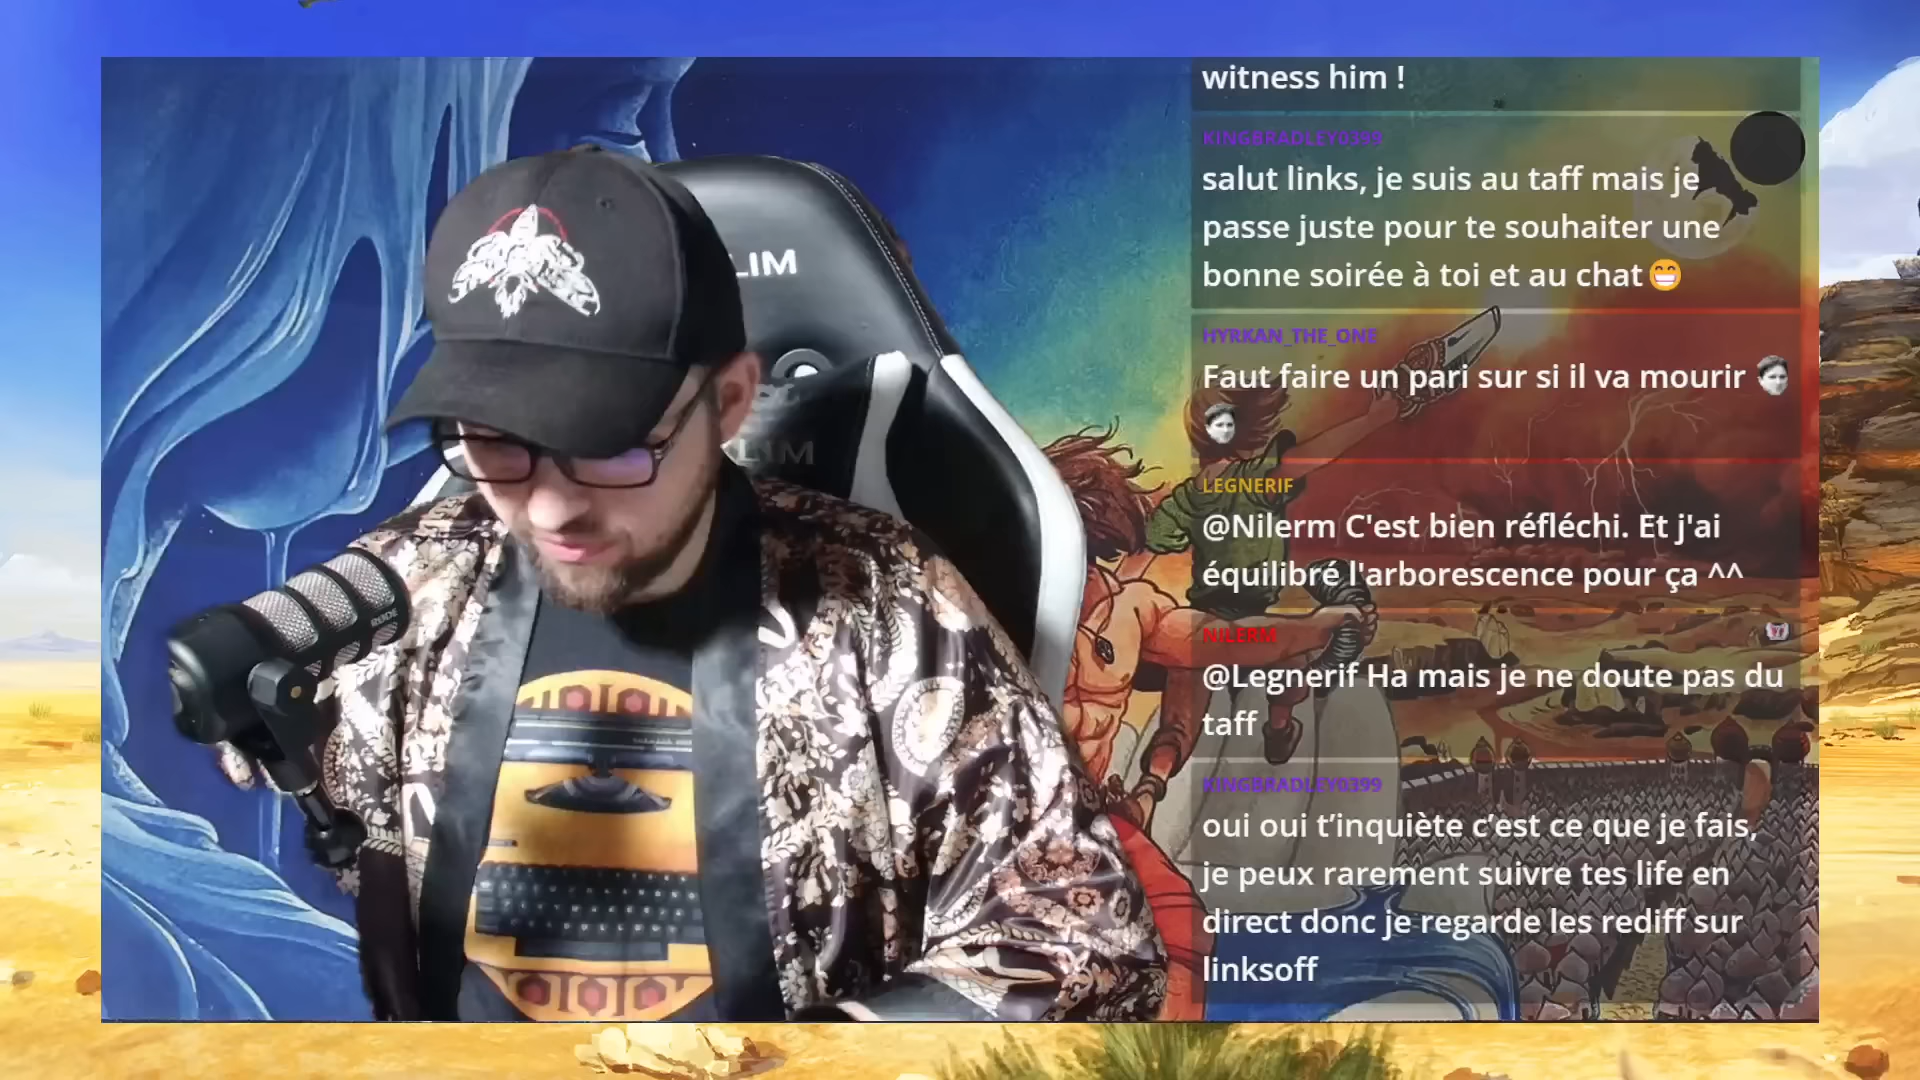 witness him !
KINGBRADLEY0399
salut links, je suis au taff mais je
passe juste pour te souhaiter une
bonne soirée à toi et au chat😁
HYRKAN_THE_ONE
Faut faire un pari sur si il va mourir
LEGNERIF
@Nilerm C'est bien réfléchi. Et j'ai
équilibré l'arborescence pour ça ^^
NILERM
@Legnerif Ha mais je ne doute pas du
taff
KINGBRADLEY0399
oui oui t’inquiète c’est ce que je fais,
je peux rarement suivre tes life en
direct donc je regarde les rediff sur
linksoff
LIM
LIM
RODE